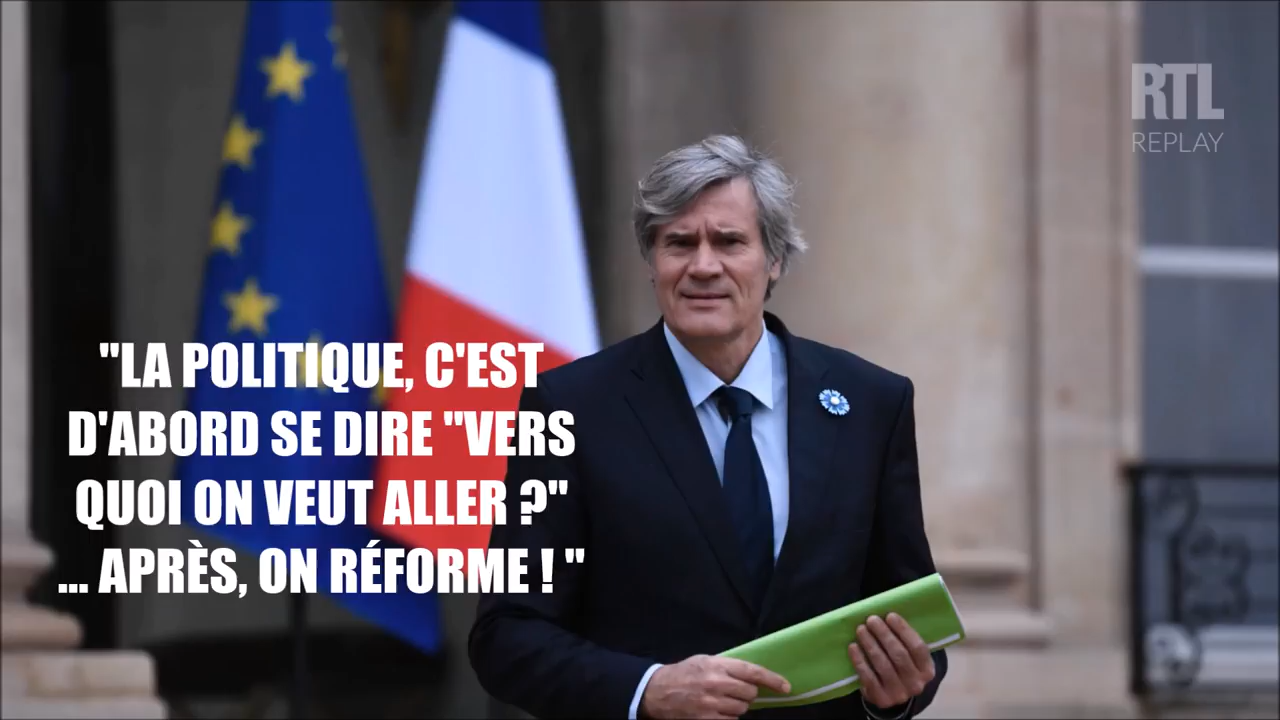 RTL
REPLAY
"LA POLITIQUE, C'EST
D'ABORD SE DIRE "VERS
QUOI ON VEUT ALLER ?"
... APRÈS, ON RÉFORME ! "